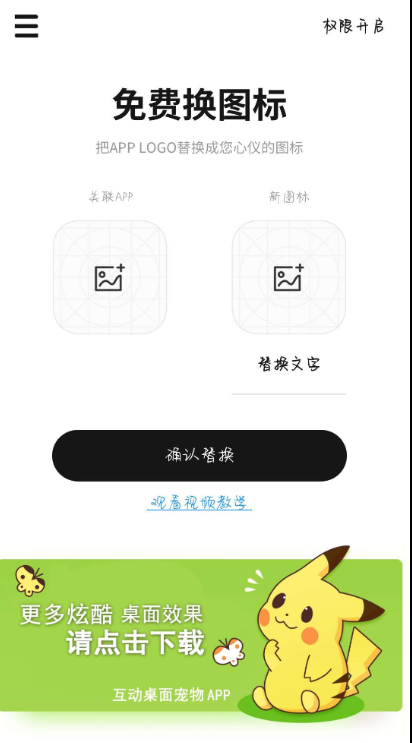 权限开启
免费换图标
把APP LOGO替换成您心仪的图标
关联APP
新图标
替换文字
确认替换
观看视频教学
更多炫酷 桌面效果
请点击下载
互动桌面宠物 APP